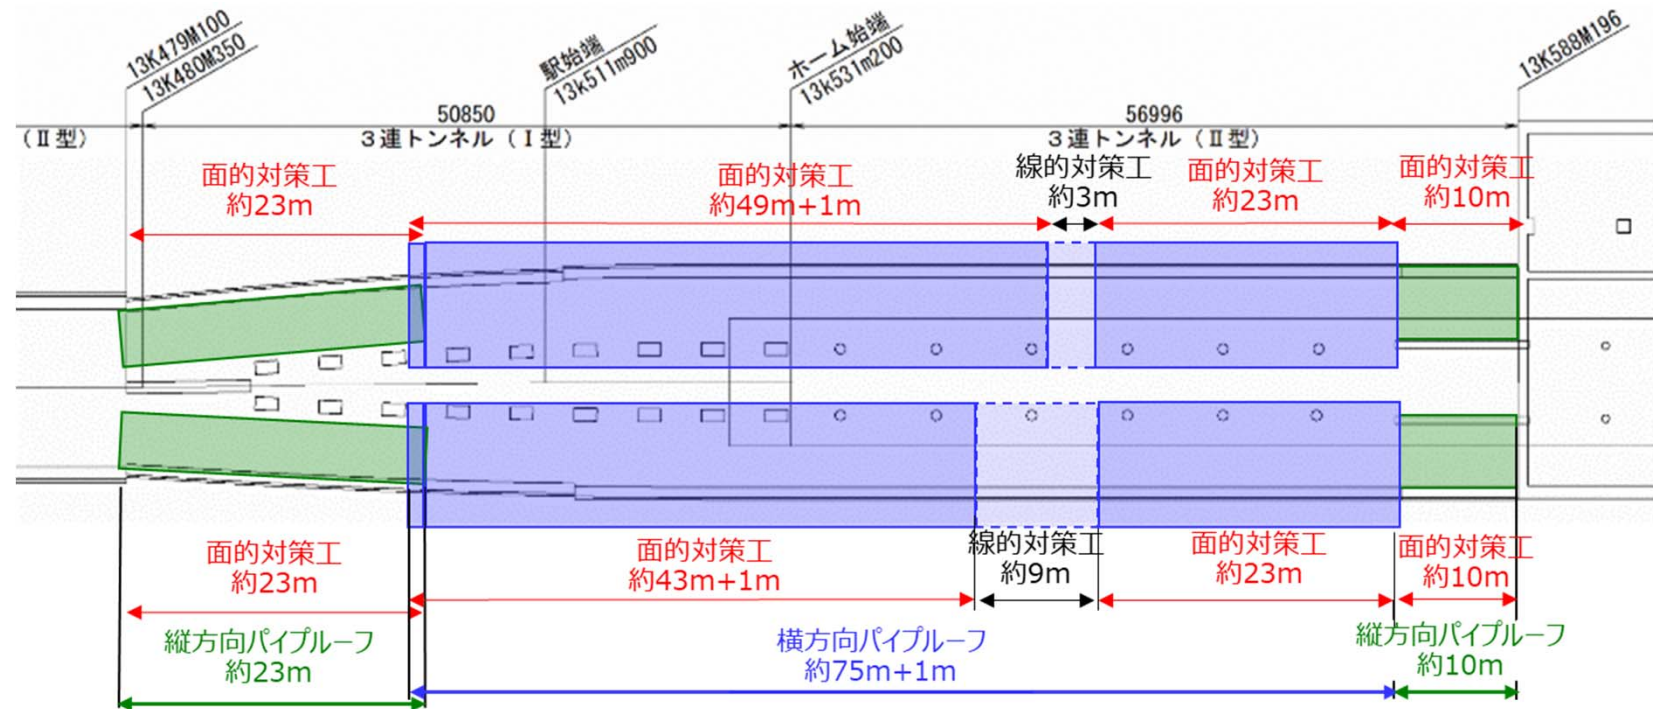 13K479M100
13K480M350
駅始端
13k511m900
ホーム始端
13k531m200
13K588M196
50850
56996
（Ⅱ型）
３連トンネル（Ⅰ型）
３連トンネル（Ⅱ型）
面的対策工
約23m
面的対策工
約49m+1m
線的対策工
約3m
面的対策工
約23m
面的対策工
約10m
面的対策工
約23m
面的対策工
約43m+1m
線的対策工
約9m
面的対策工
約23m
面的対策工
約10m
縦方向パイプルーフ
約23m
横方向パイプルーフ
約75m+1m
縦方向パイプルーフ
約10m